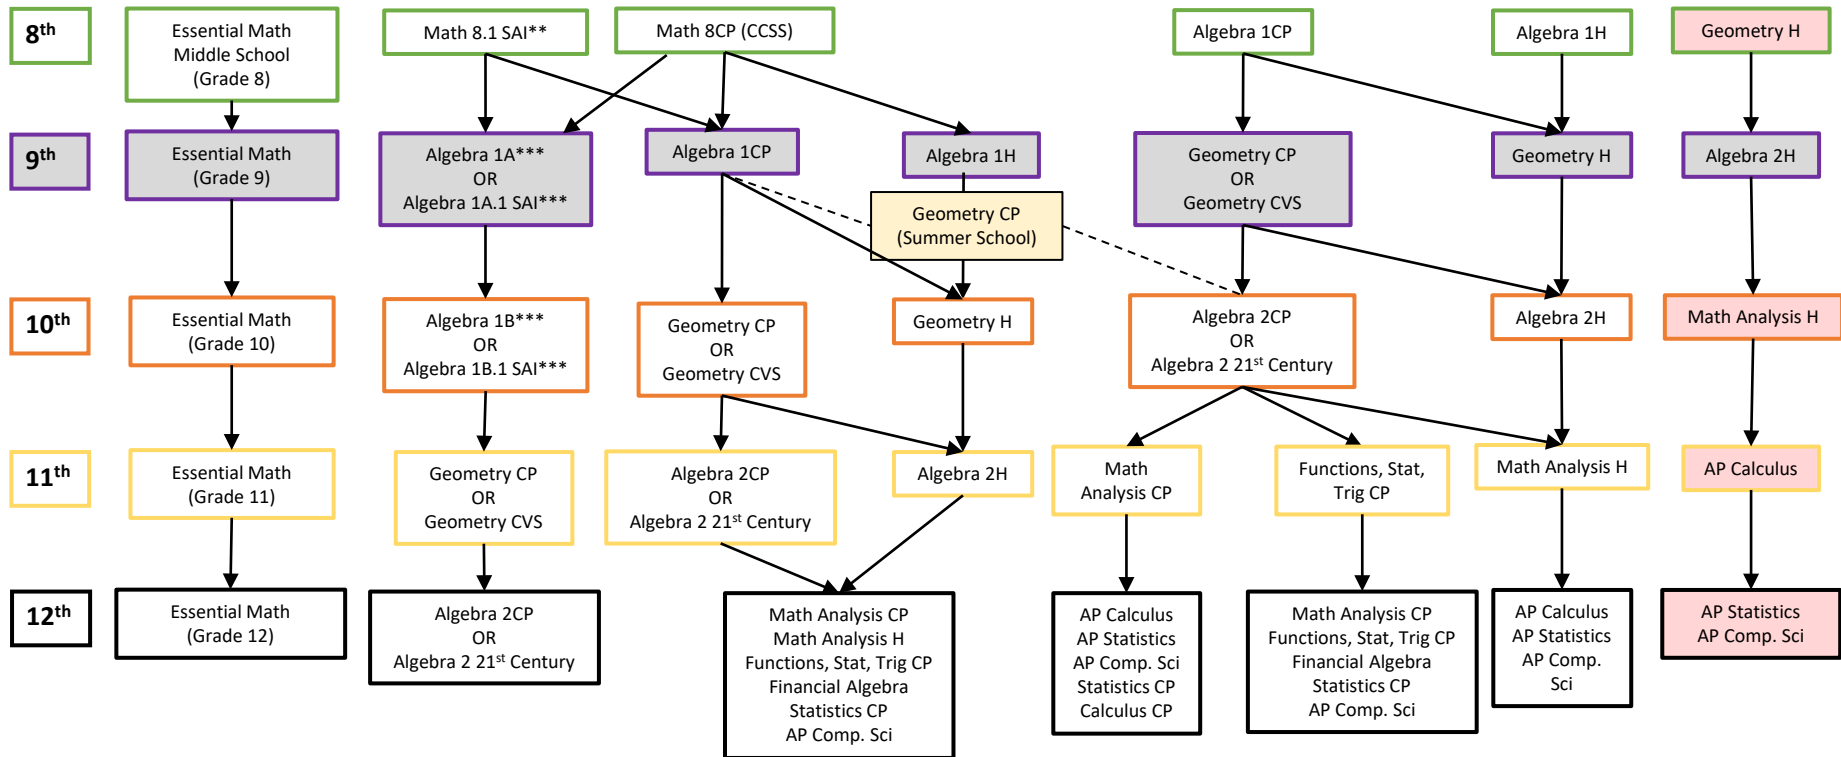 8th
Essential Math
Middle School
(Grade 8)
Math 8.1 SAI**
Math 8CP (CCSS)
Algebra 1CP
Algebra 1H
Geometry H
9th
Essential Math
(Grade 9)
Algebra 1A***
OR
Algebra 1A.1 SAI***
Algebra 1CP
Algebra 1H
Geometry CP
OR
Geometry CVS
Geometry H
Algebra 2H
Geometry CP
(Summer School)
10th
Essential Math
(Grade 10)
Algebra 1B***
OR
Algebra 1B.1 SAI***
Geometry CP
OR
Geometry CVS
Geometry H
Algebra 2CP
OR
Algebra 2 21st Century
Algebra 2H
Math Analysis H
11th
Essential Math
(Grade 11)
Geometry CP
OR
Geometry CVS
Algebra 2CP
OR
Algebra 2 21st Century
Algebra 2H
Math
Analysis CP
Functions, Stat,
Trig CP
Math Analysis H
AP Calculus
12th
Essential Math
(Grade 12)
Algebra 2CP
OR
Algebra 2 21st Century
Math Analysis CP
Math Analysis H
Functions, Stat, Trig CP
Financial Algebra
Statistics CP
AP Comp. Sci
AP Calculus
AP Statistics
AP Comp. Sci
Statistics CP
Calculus CP
Math Analysis CP
Functions, Stat, Trig CP
Financial Algebra
Statistics CP
AP Comp. Sci
AP Calculus
AP Statistics
AP Comp.
Sci
AP Statistics
AP Comp. Sci